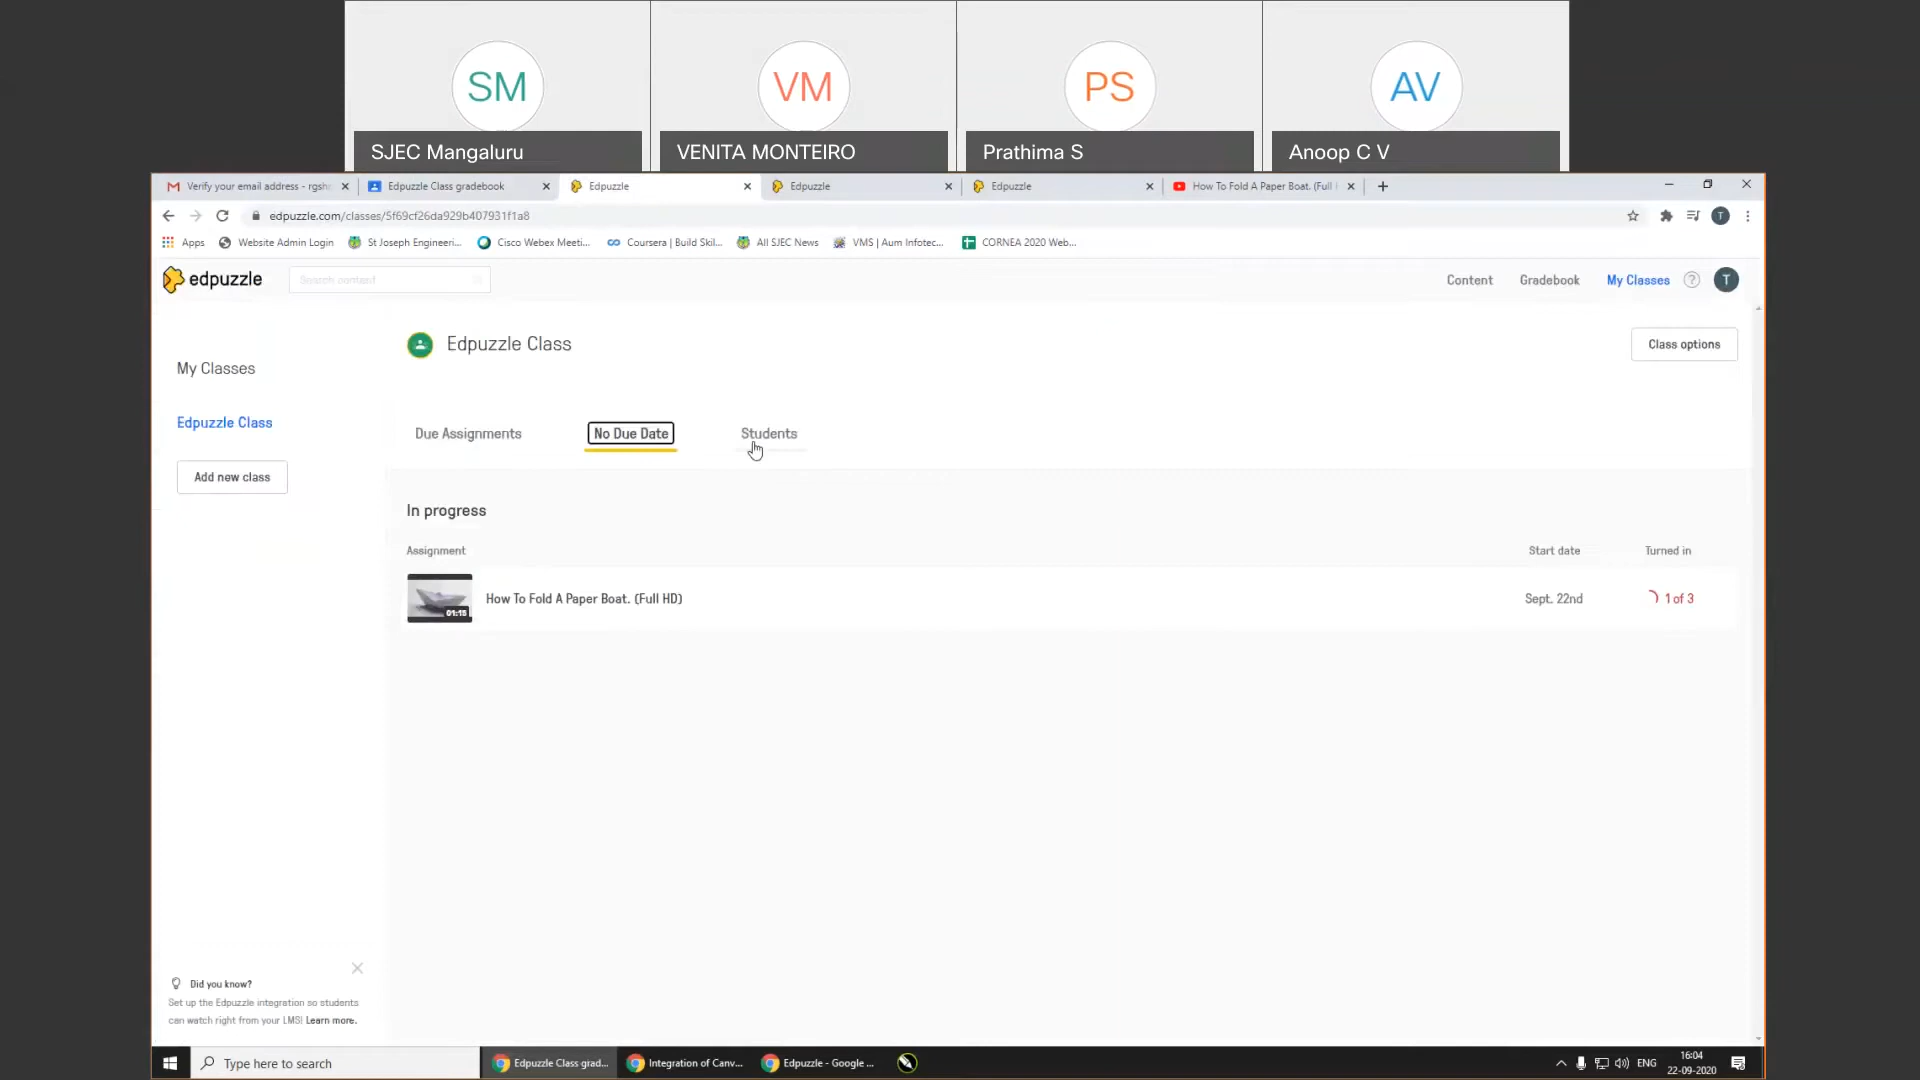 SM
VM
PS
AV
SJEC Mangaluru
VENITA MONTEIRO
Prathima S
Anoop C V
Verify your email address - rgsh
Edpuzzle Class gradebook
Edpuzzle
Edpuzzle
Edpuzzle
How To Fold A Paper Boat. (Full
edpuzzle.com/classes/5f69cf26da929b407931f1a8
T
Apps
Website Admin Login
St Joseph Engineeri...
Cisco Webex Meeti...
Coursera | Build Skil...
All SJEC News
VMS | Aum Infotec...
CORNEA 2020 Web...
edpuzzle
Search content
Content
Gradebook
My Classes
?
T
Edpuzzle Class
Class options
My Classes
Edpuzzle Class
Add new class
Due Assignments
No Due Date
Students
In progress
Assignment
Start date
Turned in
01:15
How To Fold A Paper Boat. (Full HD)
Sept. 22nd
1 of 3
Did you know?
Set up the Edpuzzle integration so students
can watch right from your LMS! Learn more.
Type here to search
Edpuzzle Class grad...
Integration of Canv...
Edpuzzle - Google ...
ENG
16:04
22-09-2020